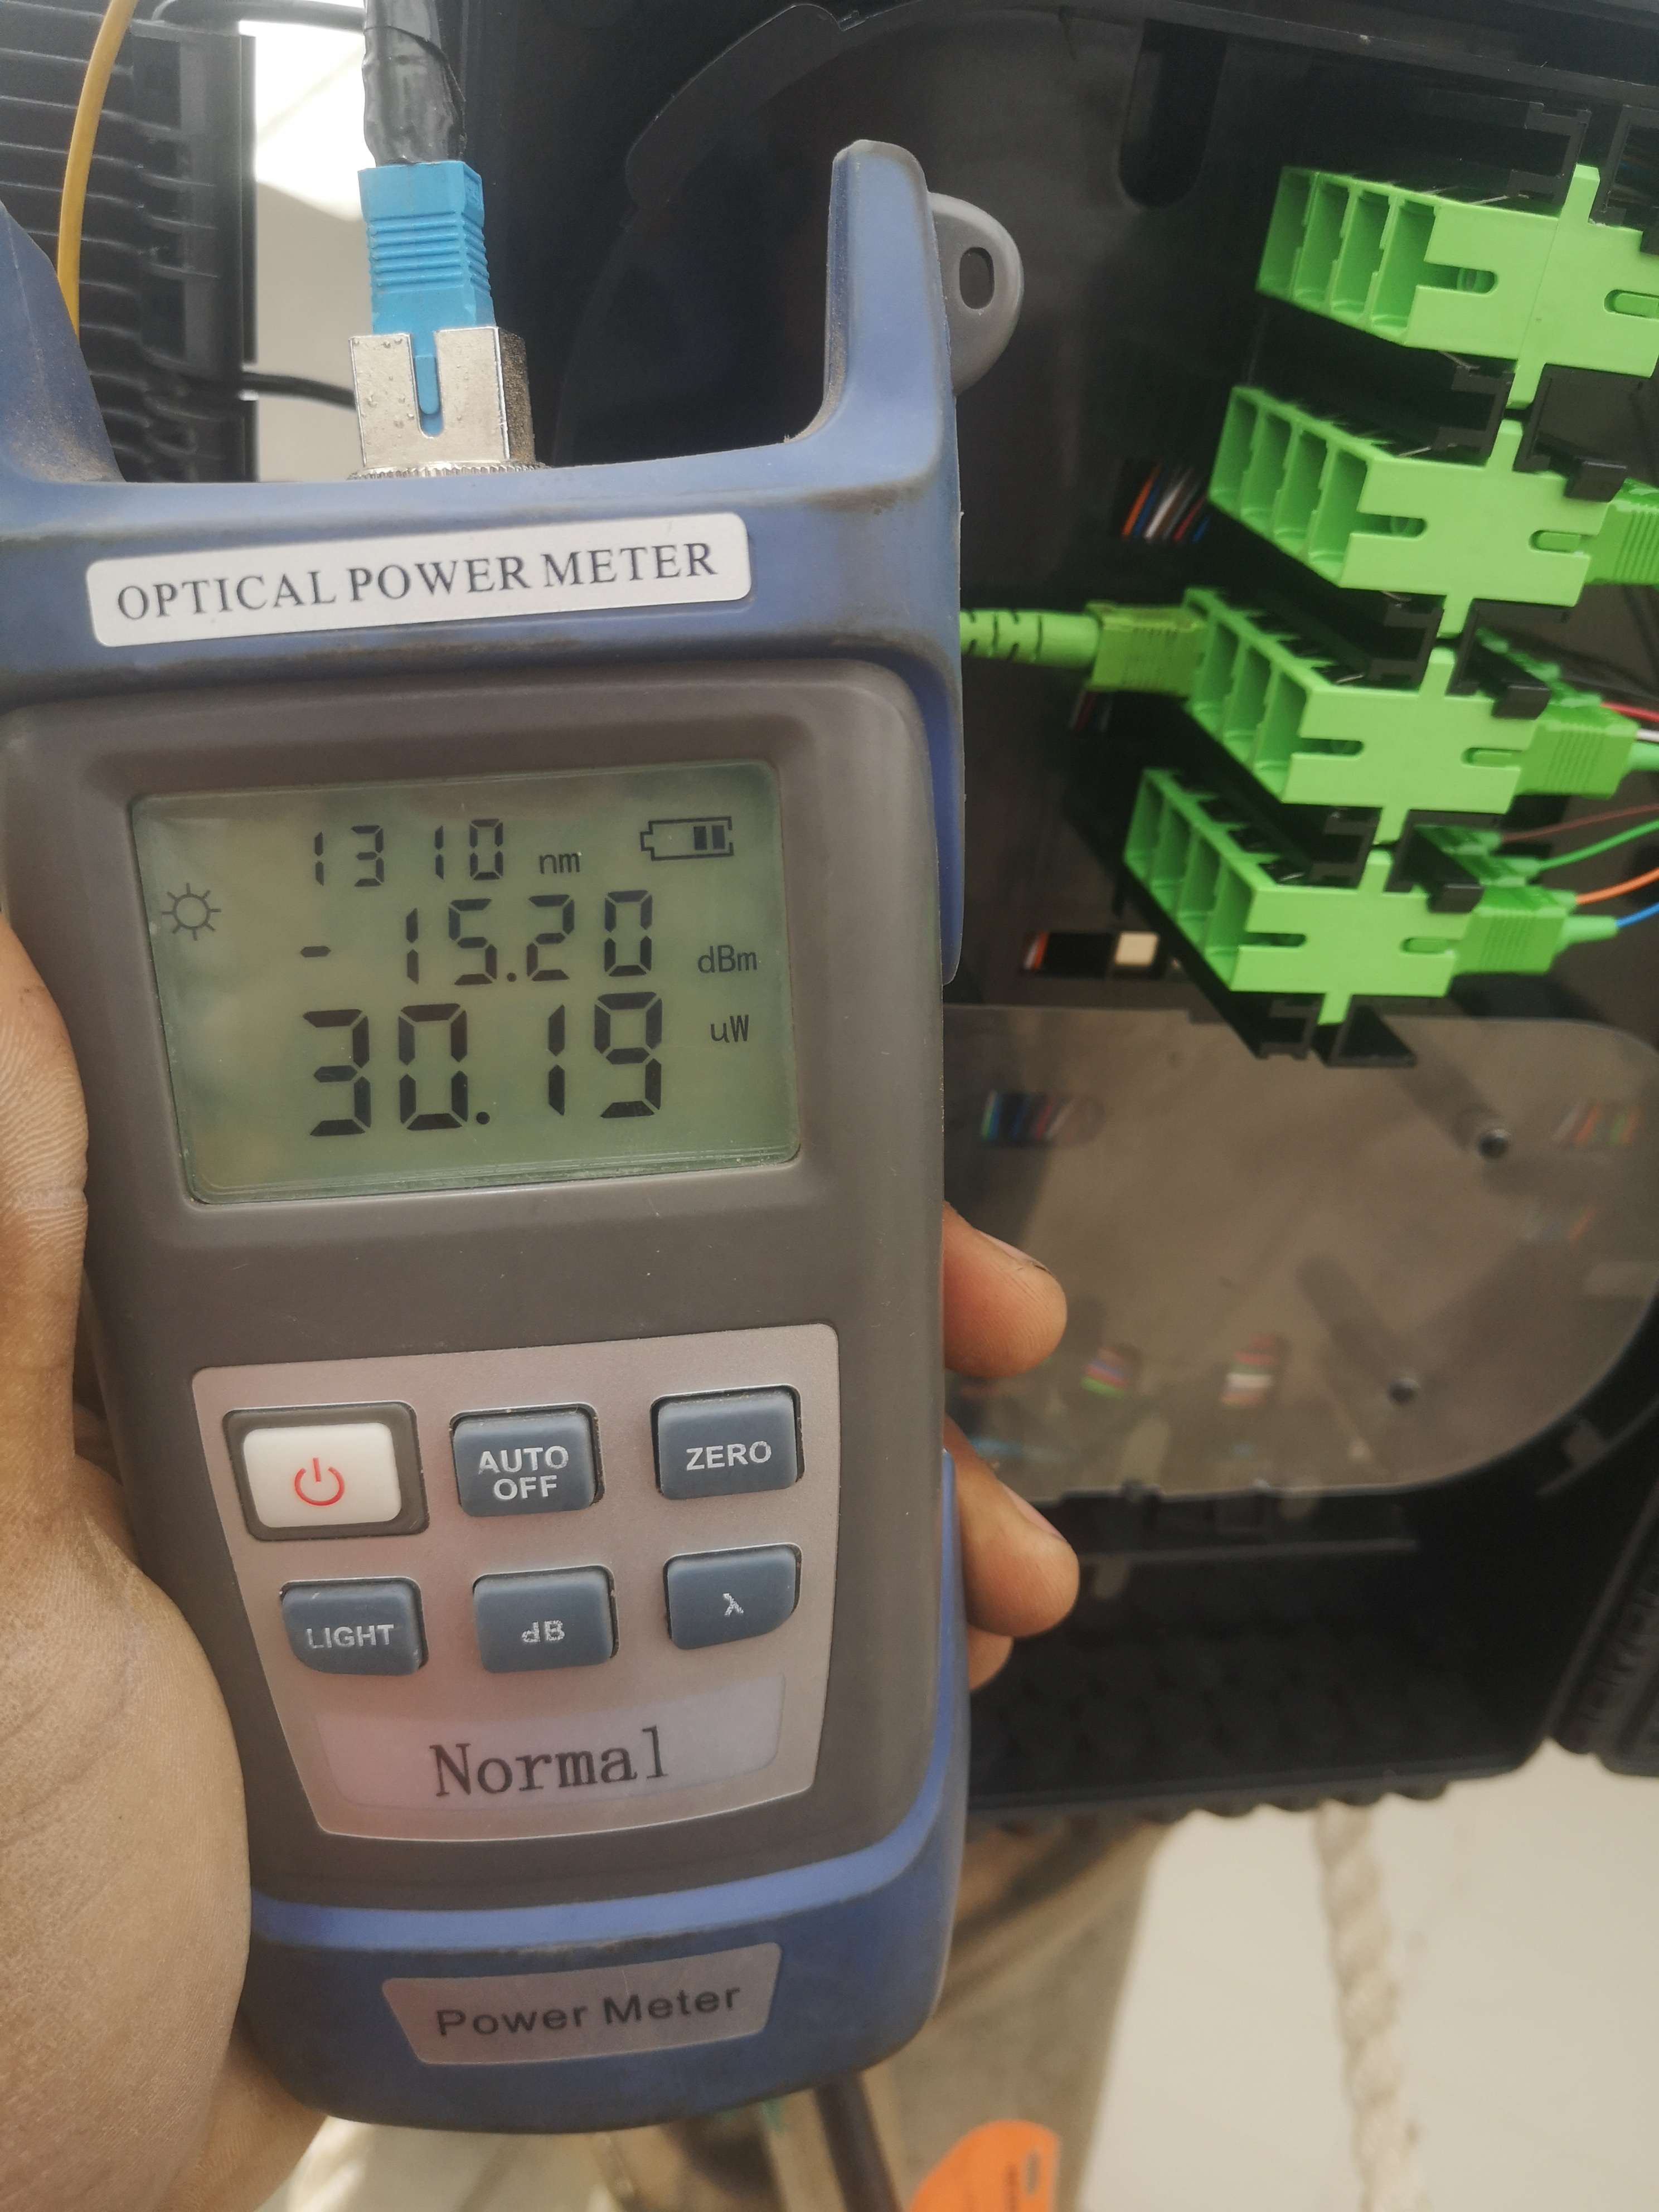 OPTICAL POWER METER
1310 nm
-15.20 dBm
30.19 uW
AUTO OFF
ZERO
LIGHT
dB
λ
Normal
Power Meter